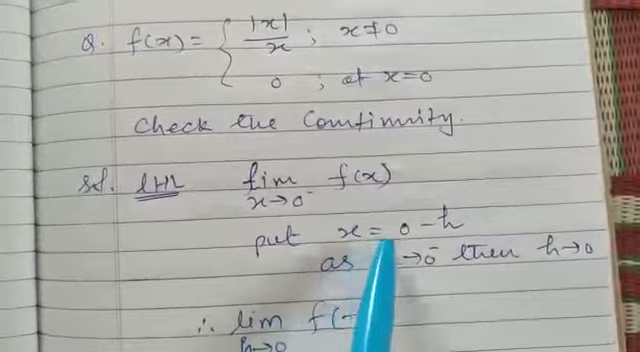 Q. f(x) = { |x|/x ; x≠0
0 ; at x=0
Check the Continuity.
Sol. LHL lim x→0⁻ f(x)
put x = 0-h
as →0⁻ then h→0
∴ lim h→0 f(-